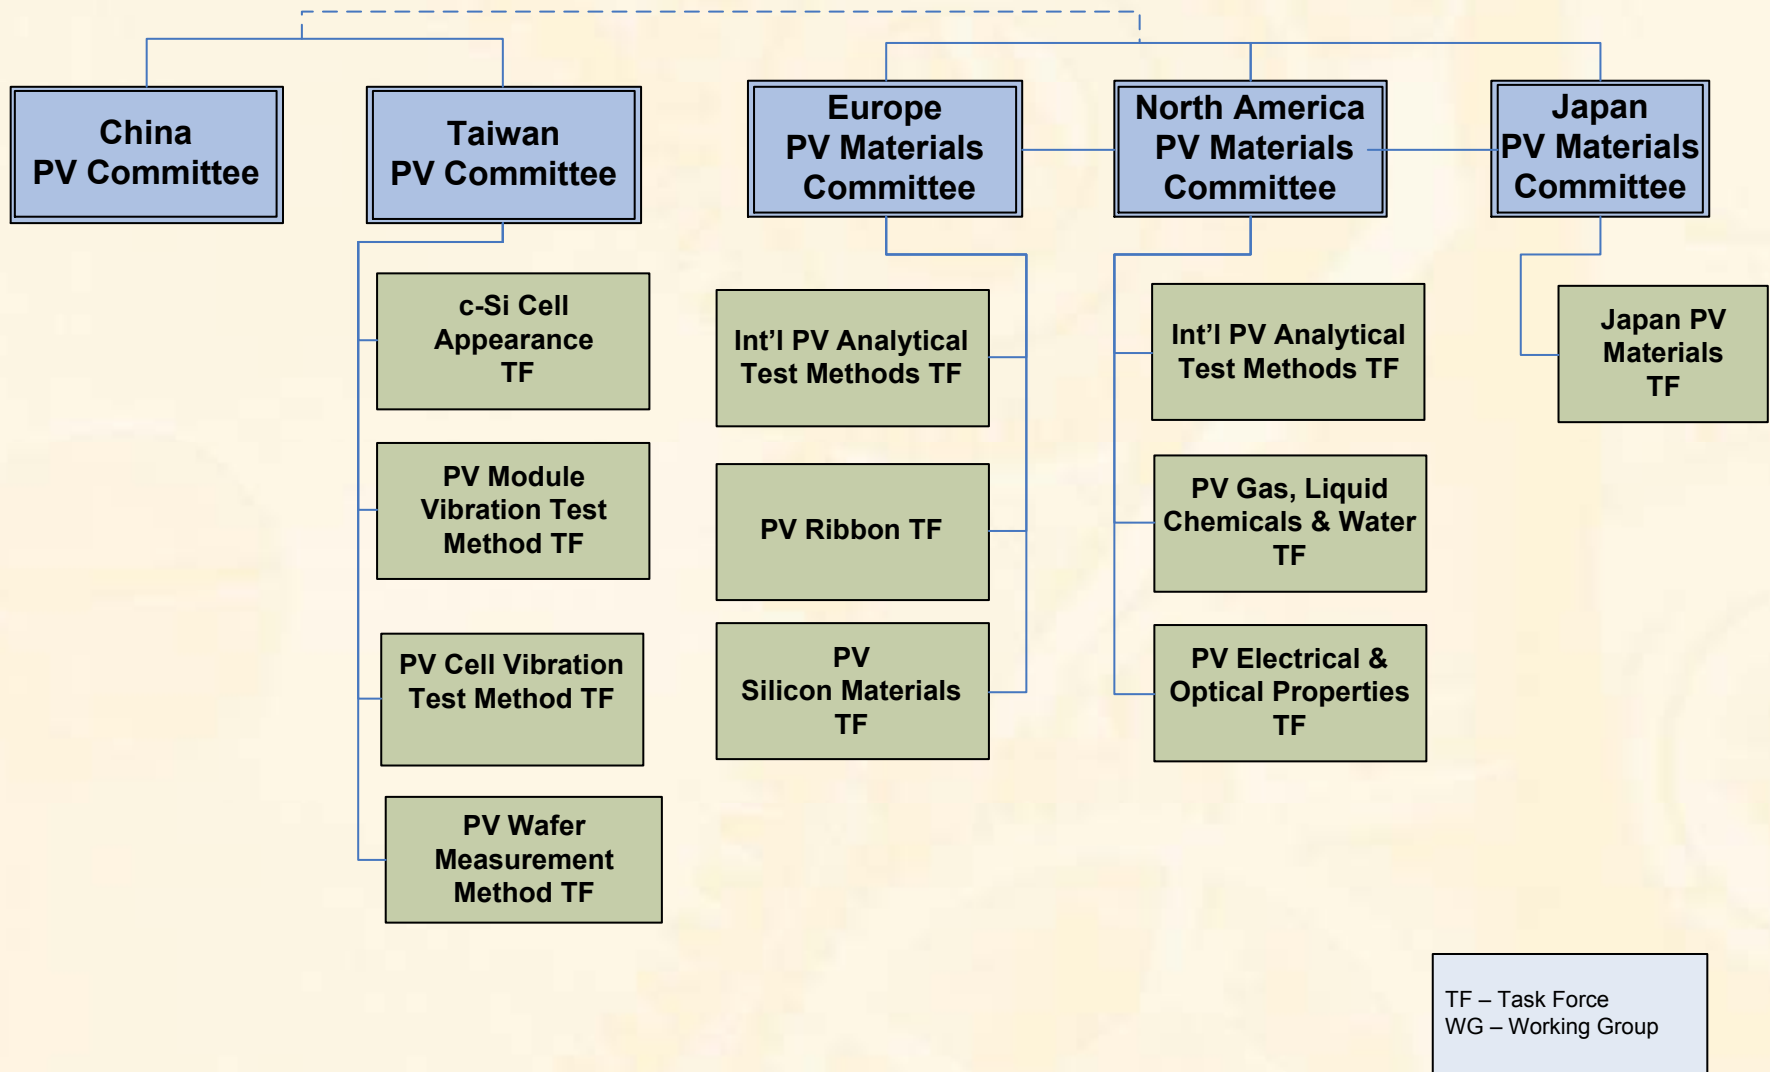 China
PV Committee
Taiwan
PV Committee
Europe
PV Materials
Committee
North America
PV Materials
Committee
Japan
PV Materials
Committee
c-Si Cell
Appearance
TF
PV Module
Vibration Test
Method TF
PV Cell Vibration
Test Method TF
PV Wafer
Measurement
Method TF
Int’l PV Analytical
Test Methods TF
PV Ribbon TF
PV
Silicon Materials
TF
Int’l PV Analytical
Test Methods TF
PV Gas, Liquid
Chemicals & Water
TF
PV Electrical &
Optical Properties
TF
Japan PV
Materials
TF
TF – Task Force
WG – Working Group